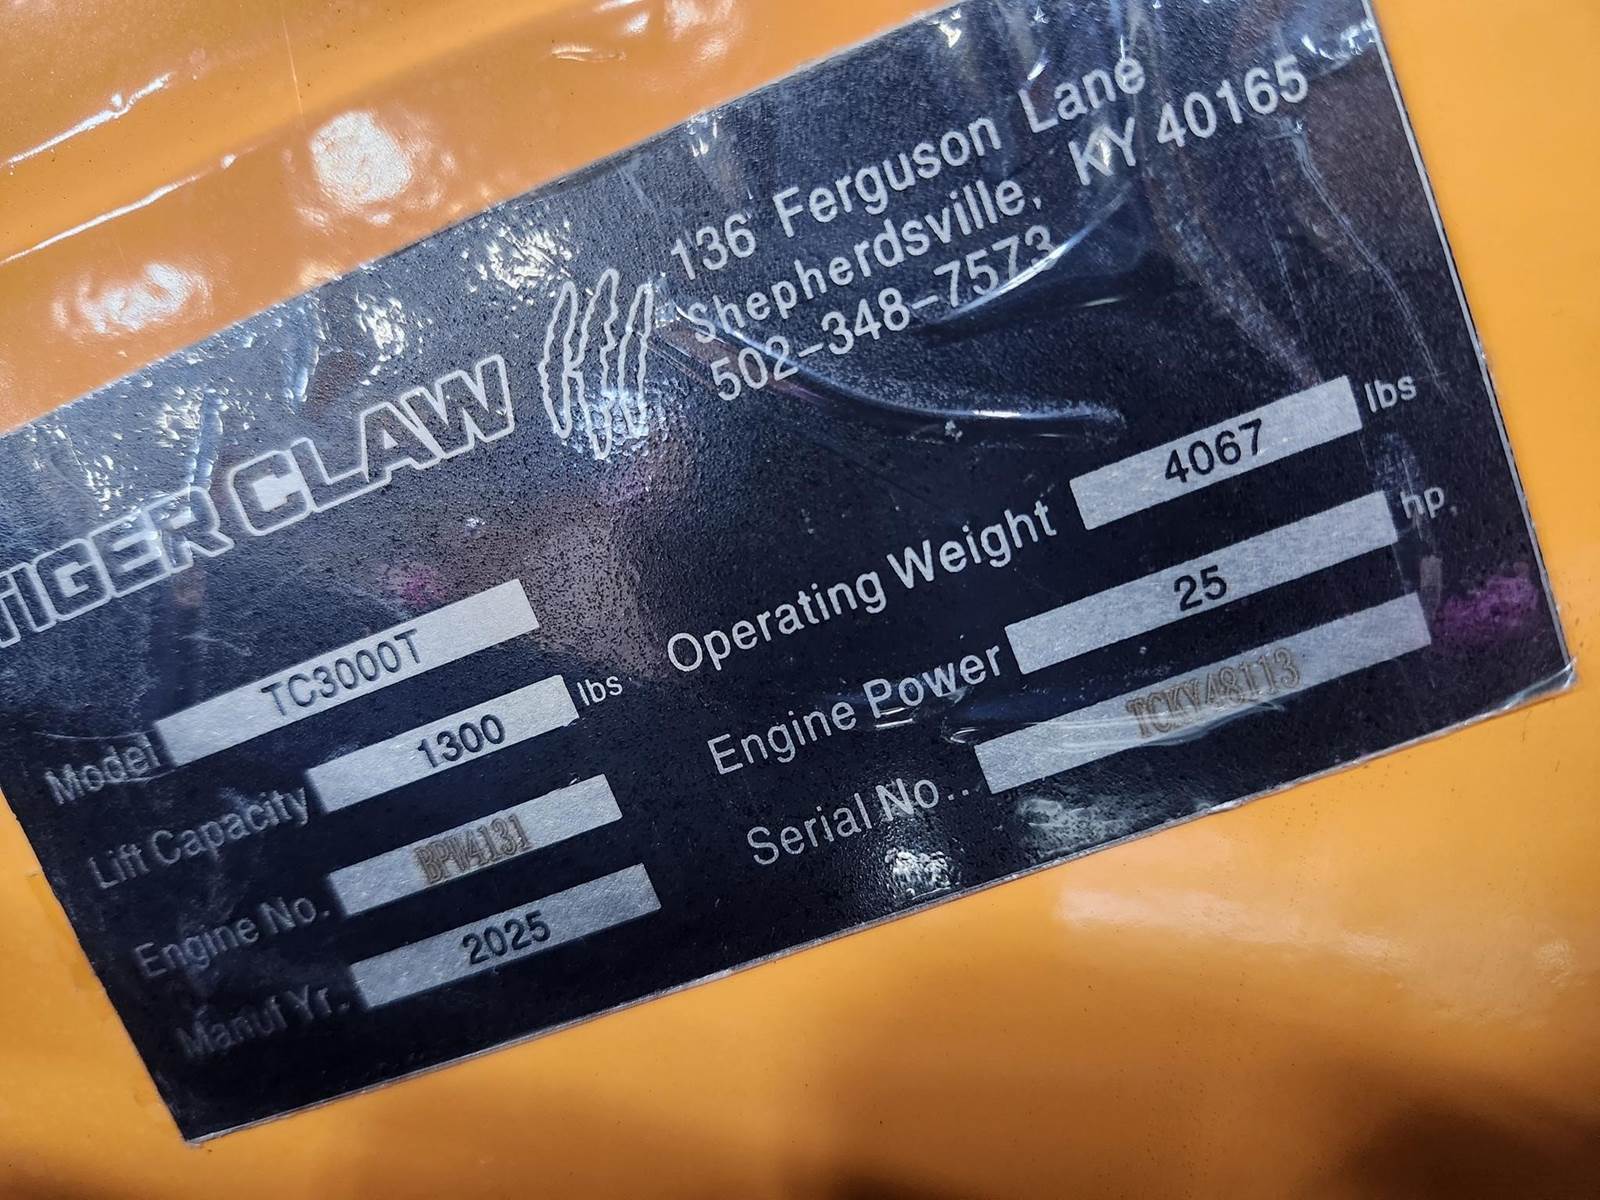 TIGER CLAW
136 Ferguson Lane
Shepherdsville, KY 40165
502-348-7573
Model TC3000T
Lift Capacity 1300 lbs
Engine No. BPW4131
Manuf Yr. 2025
Operating Weight 4067 lbs
Engine Power 25 hp
Serial No.. TCKY48113